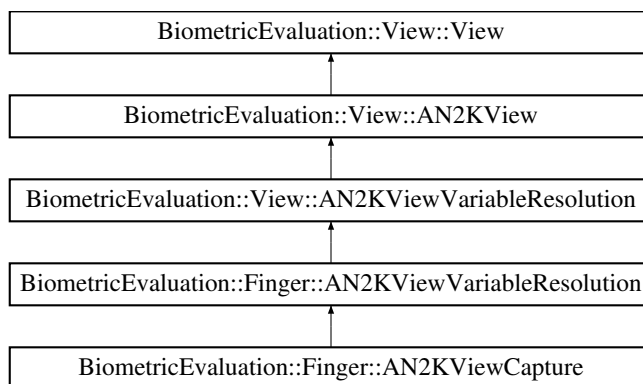 BiometricEvaluation::View::View
BiometricEvaluation::View::AN2KView
BiometricEvaluation::View::AN2KViewVariableResolution
BiometricEvaluation::Finger::AN2KViewVariableResolution
BiometricEvaluation::Finger::AN2KViewCapture